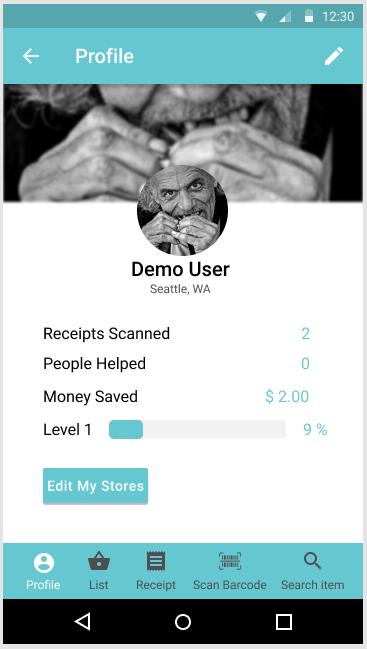 12:30
Profile
Demo User
Seattle, WA
Receipts Scanned 2
People Helped 0
Money Saved $ 2.00
Level 1 9 %
Edit My Stores
Profile List Receipt Scan Barcode Search item